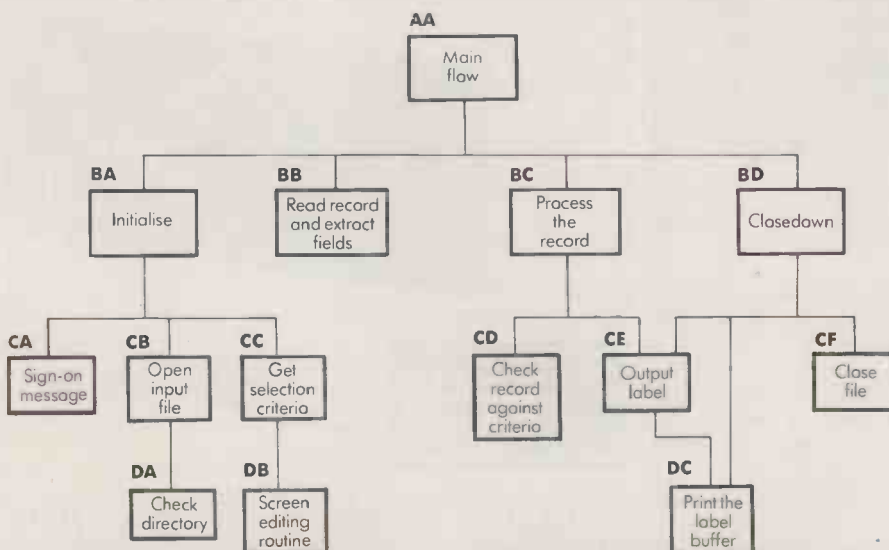 AA
Main
flow
BA
Initialise
BB
Read record
and extract
fields
BC
Process
the
record
BD
Closedown
CA
Sign-on
message
CB
Open
input
file
CC
Get
selection
criteria
CD
Check
record
against
criteria
CE
Output
label
CF
Close
file
DA
Check
directory
DB
Screen
editing
routine
DC
Print the
label
buffer